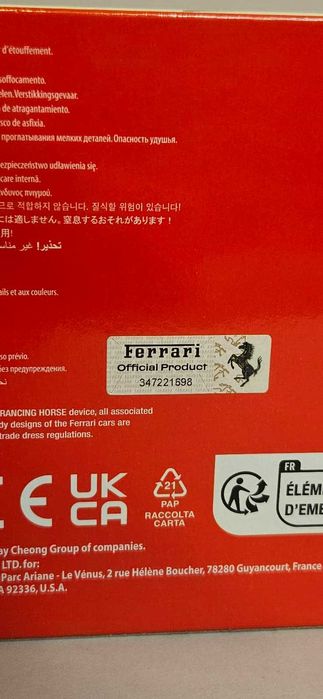 d'étouffement.
soffocamento.
elen.Verstikkingsgevaar.
o de atragantamiento.
sco de asfixia.
проглатывания мелких деталей. Опасность удушья.
ezpieczeństwo udławienia się.
care internă.
ίνδυνος πνιγμού.
므로 적합하지 않습니다. 질식할 위험이 있습니다!
には適しません。窒息するおそれがあります！
用!
تحذير! غير مناس
ails et aux couleurs.
so prévio.
без предупреждения.
Ferrari
Official Product
347221698
RANCING HORSE device, all associated
dy designs of the Ferrari cars are
trade dress regulations.
CE
UK
CA
21
PAP
RACCOLTA
CARTA
FR
ÉLÉM
D'EMB
ay Cheong Group of companies.
LTD. for:
Parc Ariane - Le Vénus, 2 rue Hélène Boucher, 78280 Guyancourt, France
A 92336, U.S.A.